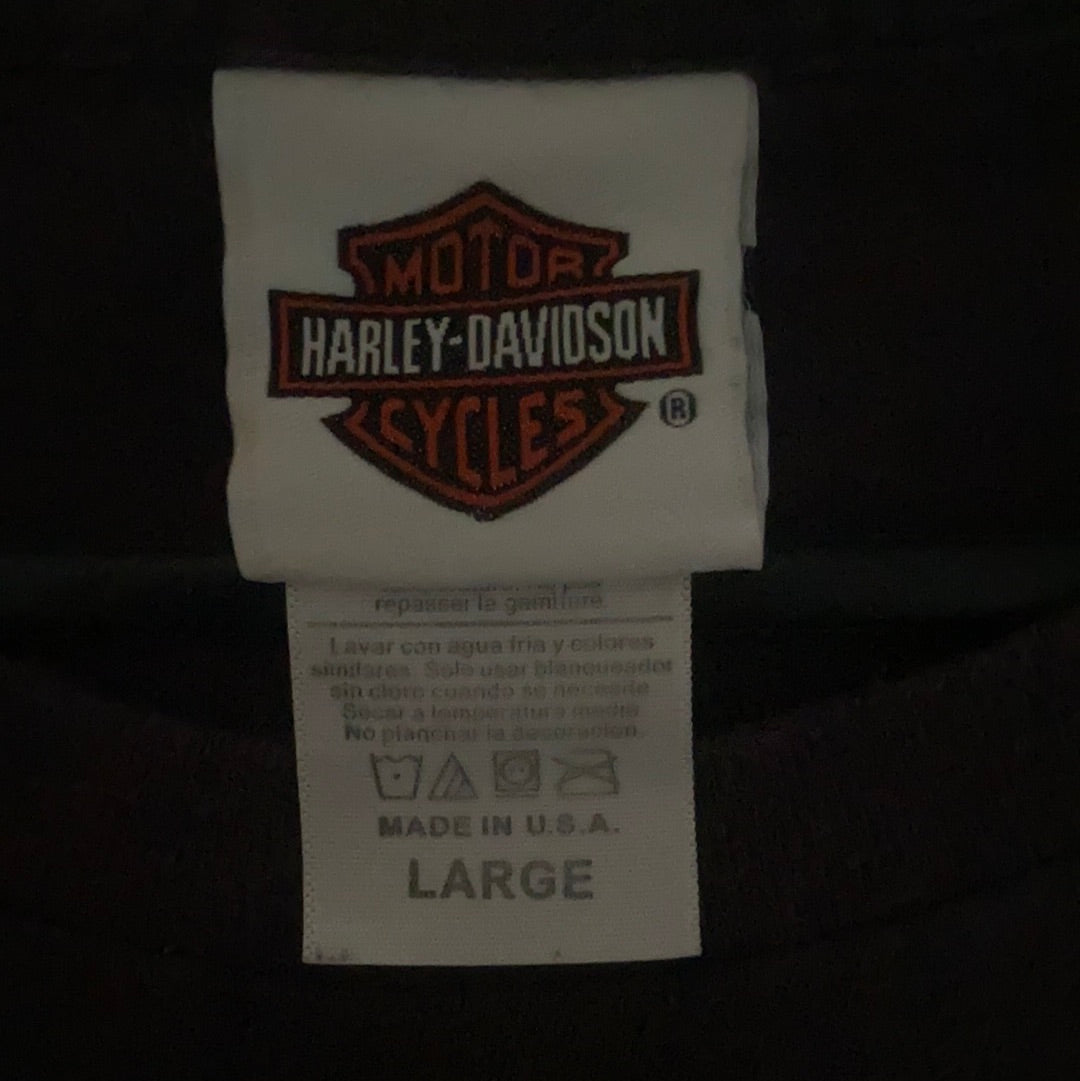 MOTOR
HARLEY-DAVIDSON
CYCLES
®
repasser la garniture.
Lavar con agua fria y colores
similares. Solo usar blanqueador
sin cloro cuando se necesite
Secar a temperatura media
No planchar la decoracion.
MADE IN U.S.A.
LARGE